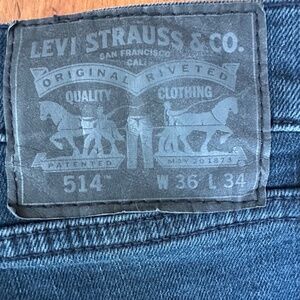 LEVI STRAUSS & CO.
SAN FRANCISCO
CAL
ORIGINAL RIVETED
QUALITY CLOTHING
PATENTED MAY 20 1873
514™ W 36 L 34